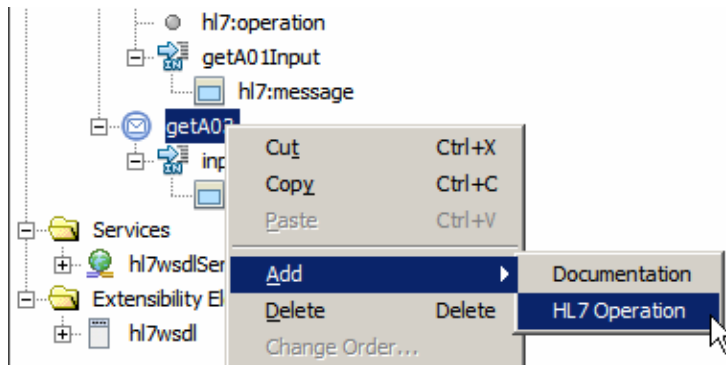 hl7:operation
getA01Input
hl7:message
getA03
inp
Cut Ctrl+X
Copy Ctrl+C
Paste Ctrl+V
Services
hl7wsdlSer
Add
Documentation
Extensibility El
Delete Delete
HL7 Operation
hl7wsdl
Change Order...